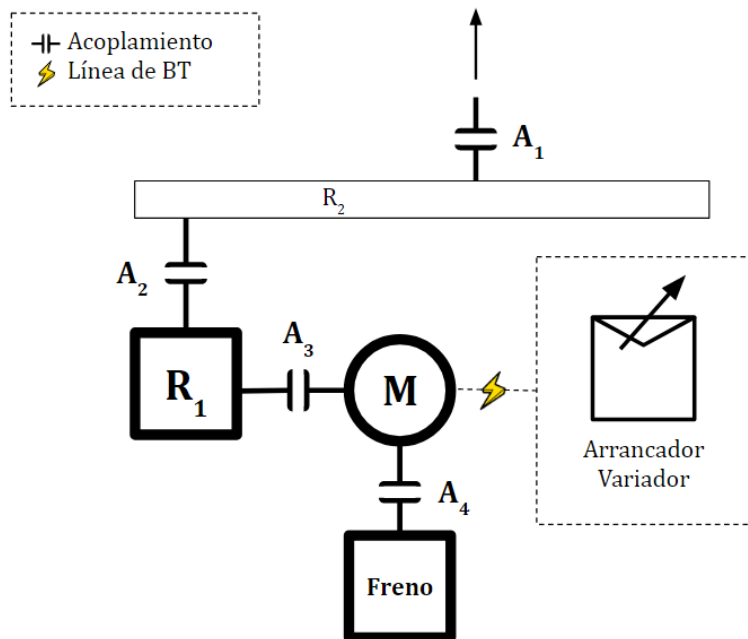 Acoplamiento
Línea de BT
A₁
R₂
A₂
A₃
R₁
M
A₄
Arrancador
Variador
Freno